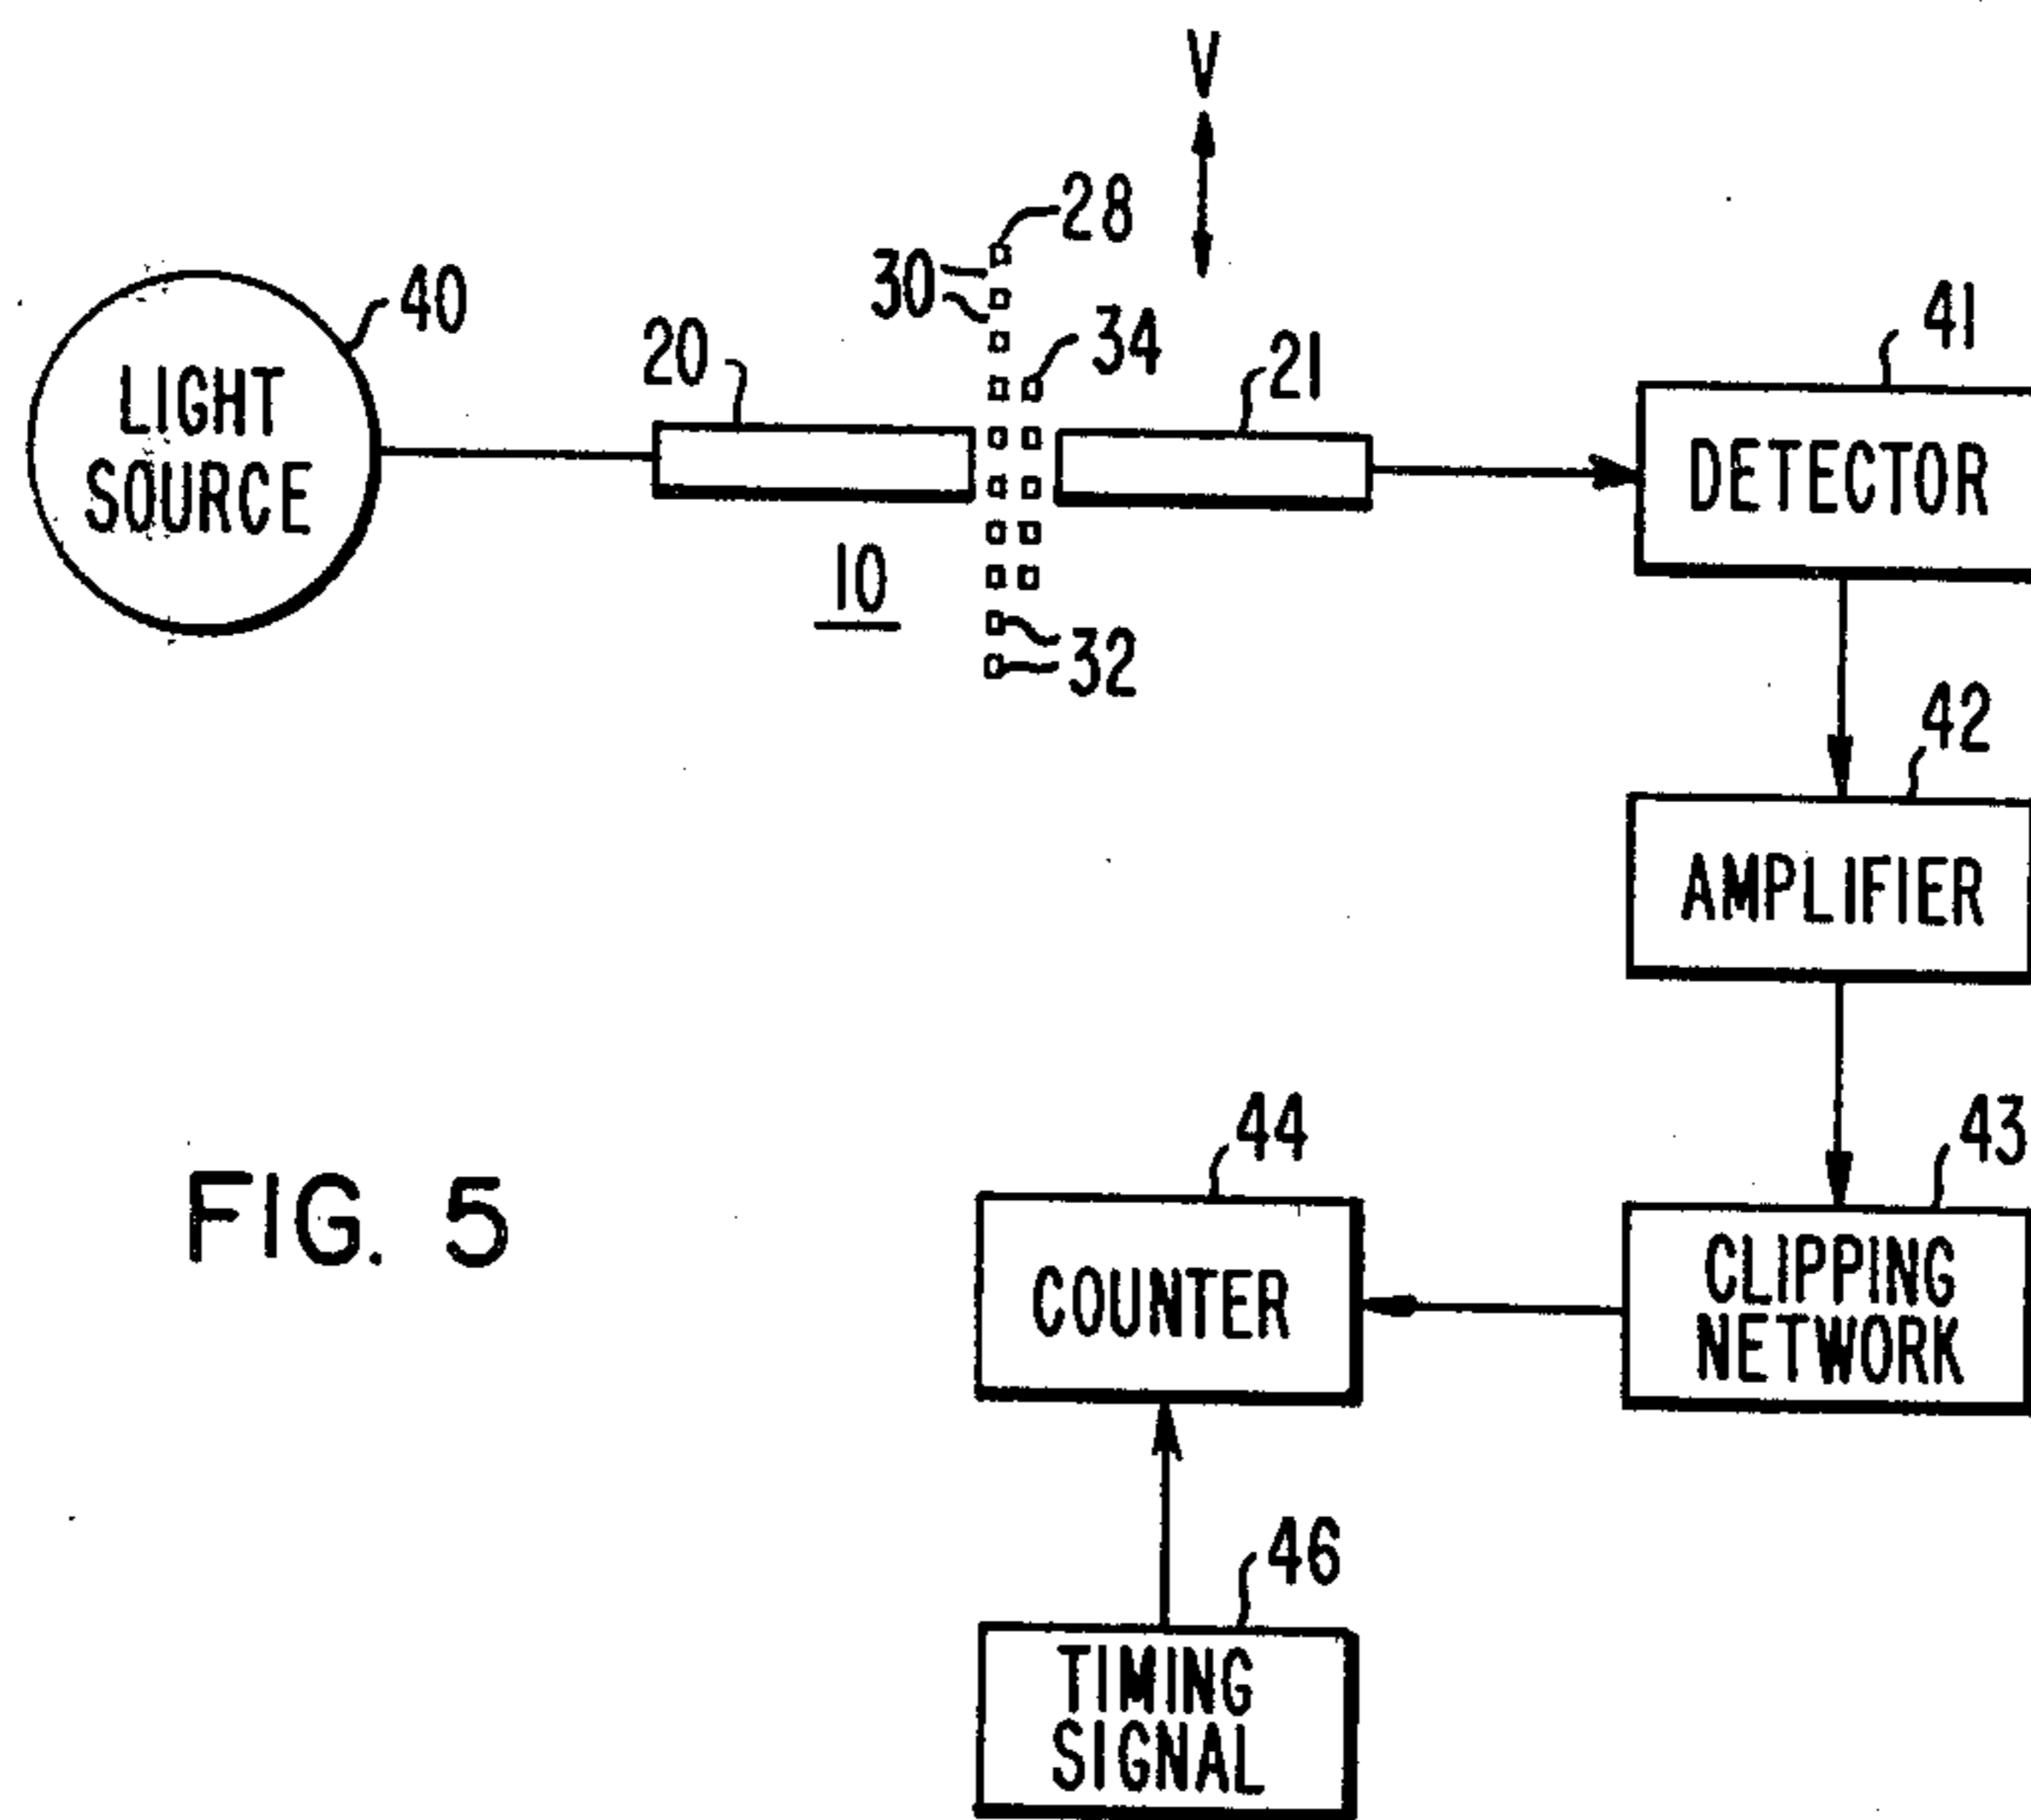 V
28
30
40
34
20
21
41
LIGHT
SOURCE
DETECTOR
10
32
42
AMPLIFIER
44
43
FIG. 5
COUNTER
CLIPPING
NETWORK
46
TIMING
SIGNAL